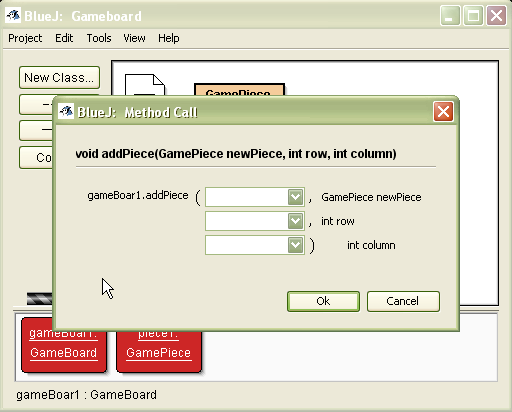 BlueJ: Gameboard
Project Edit Tools View Help
New Class...
GamePiece
BlueJ: Method Call
void addPiece(GamePiece newPiece, int row, int column)
gameBoar1.addPiece ( , GamePiece newPiece
, int row
) int column
Ok Cancel
gameBoar1: piece1:
GameBoard GamePiece
gameBoar1 : GameBoard